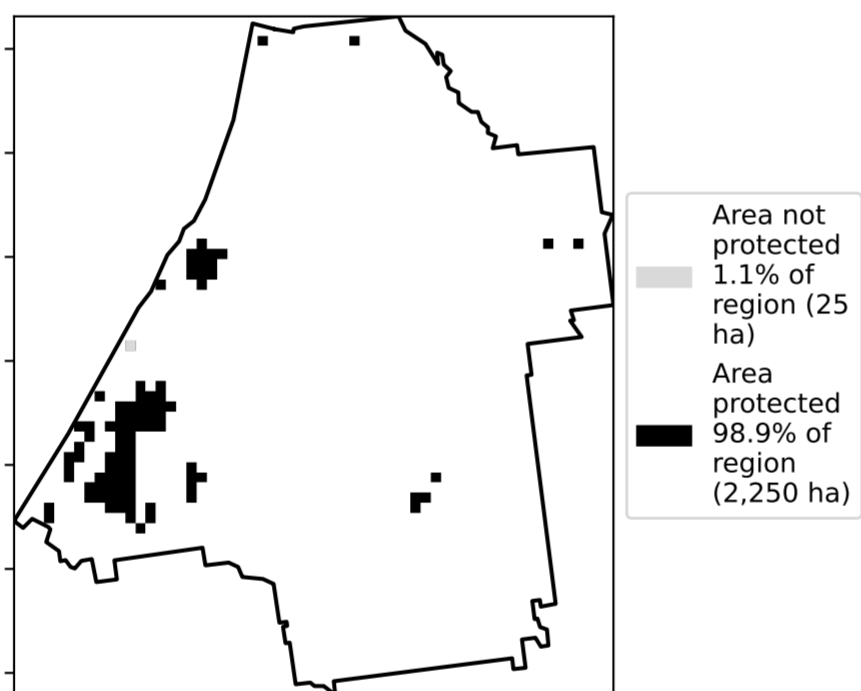 Area not
protected
1.1% of
region (25
ha)
Area
protected
98.9% of
region
(2,250 ha)